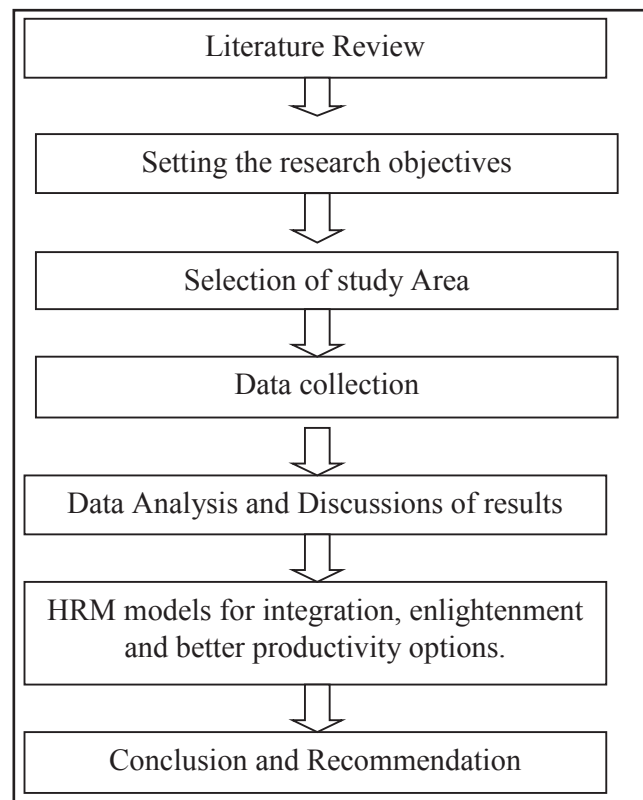 Literature Review
Setting the research objectives
Selection of study Area
Data collection
Data Analysis and Discussions of results
HRM models for integration, enlightenment
and better productivity options.
Conclusion and Recommendation